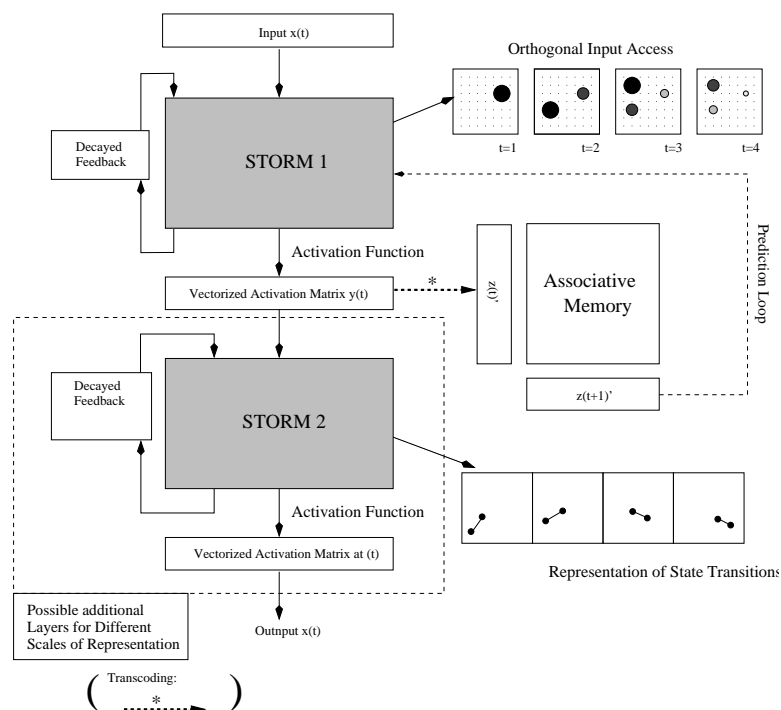 Input x(t)
Orthogonal Input Access
Decayed
Feedback
STORM 1
t=1
t=2
t=3
t=4
Activation Function
Vectorized Activation Matrix y(t)
*
z(t)'
Associative
Memory
Prediction Loop
z(t+1)'
Decayed
Feedback
STORM 2
Activation Function
Vectorized Activation Matrix at (t)
Representation of State Transitions
Possible additional
Layers for Different
Scales of Representation
Outnput x(t)
( Transcoding: )
*